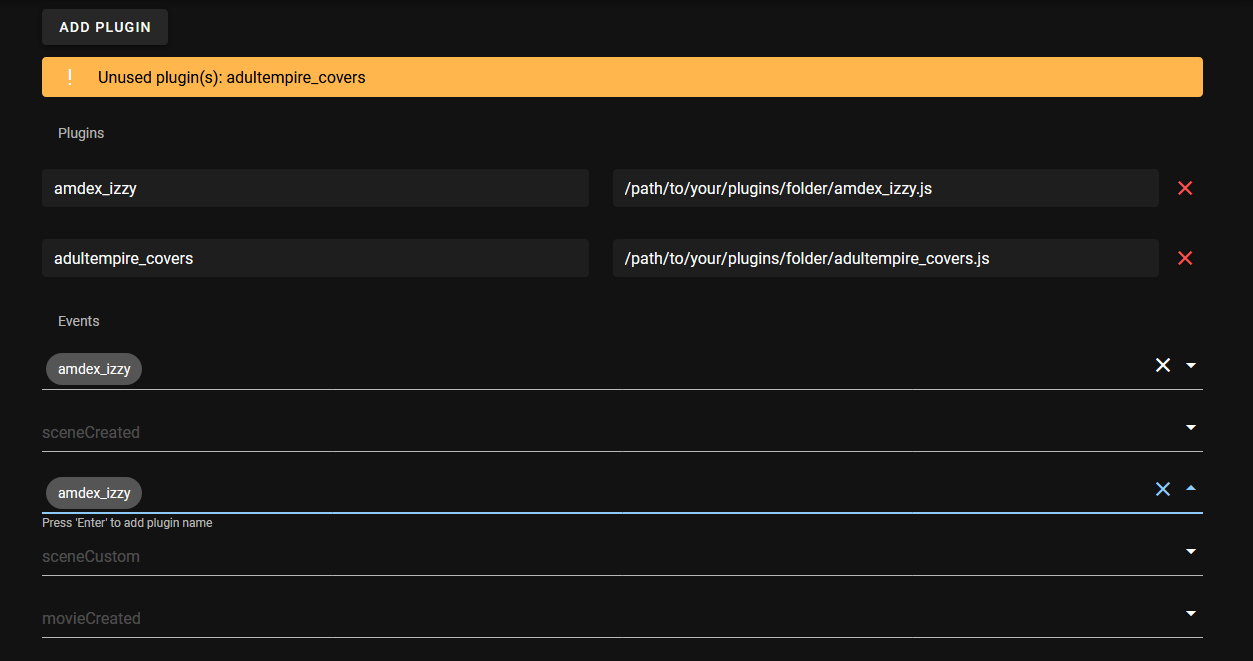 ADD PLUGIN
! Unused plugin(s): adultempire_covers
Plugins
amdex_izzy /path/to/your/plugins/folder/amdex_izzy.js
adultempire_covers /path/to/your/plugins/folder/adultempire_covers.js
Events
amdex_izzy
sceneCreated
amdex_izzy
Press 'Enter' to add plugin name
sceneCustom
movieCreated